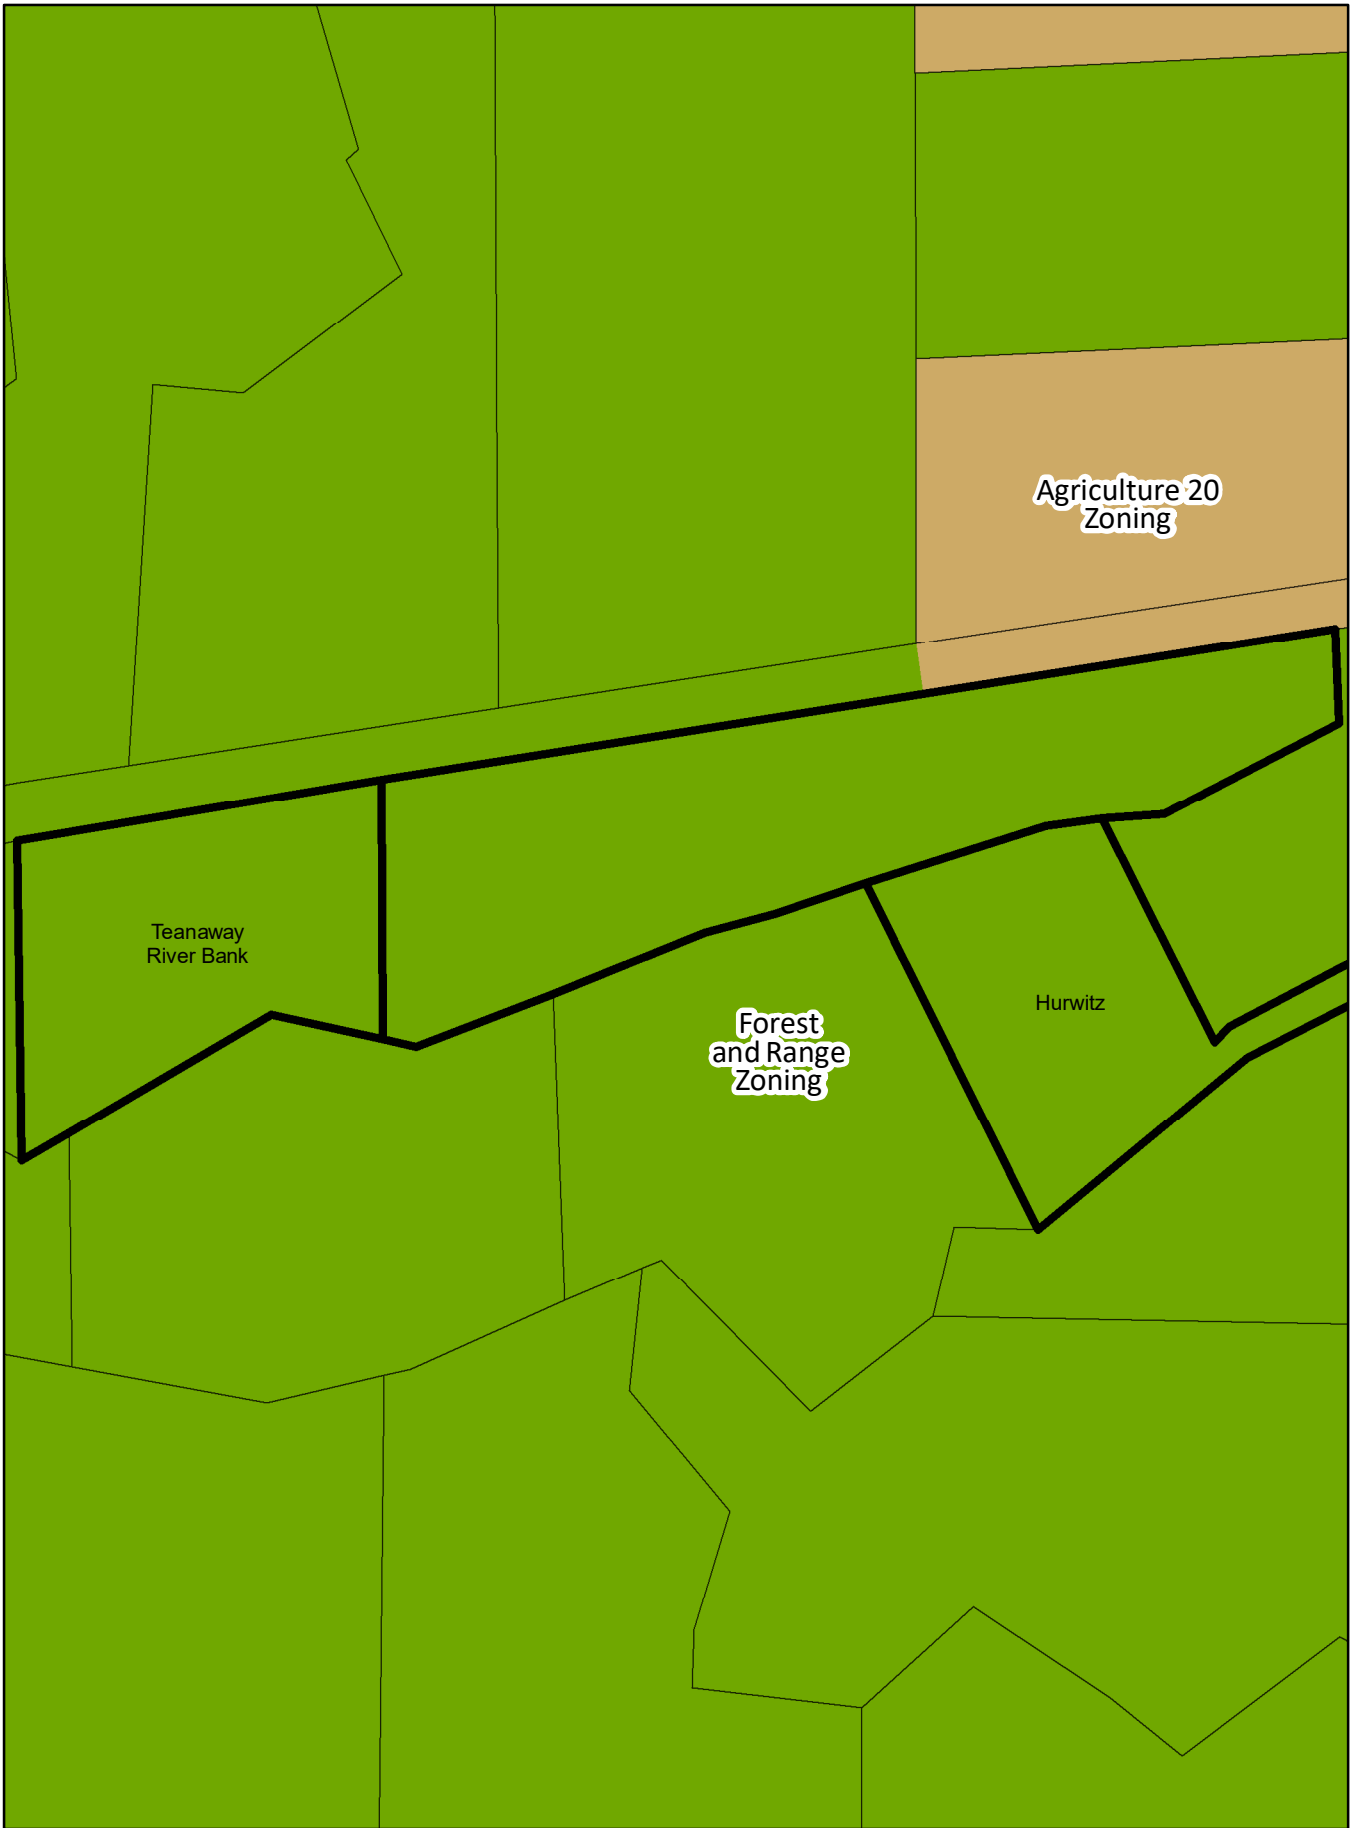 Agriculture 20
Zoning
Teanaway
River Bank
Hurwitz
Forest
and Range
Zoning